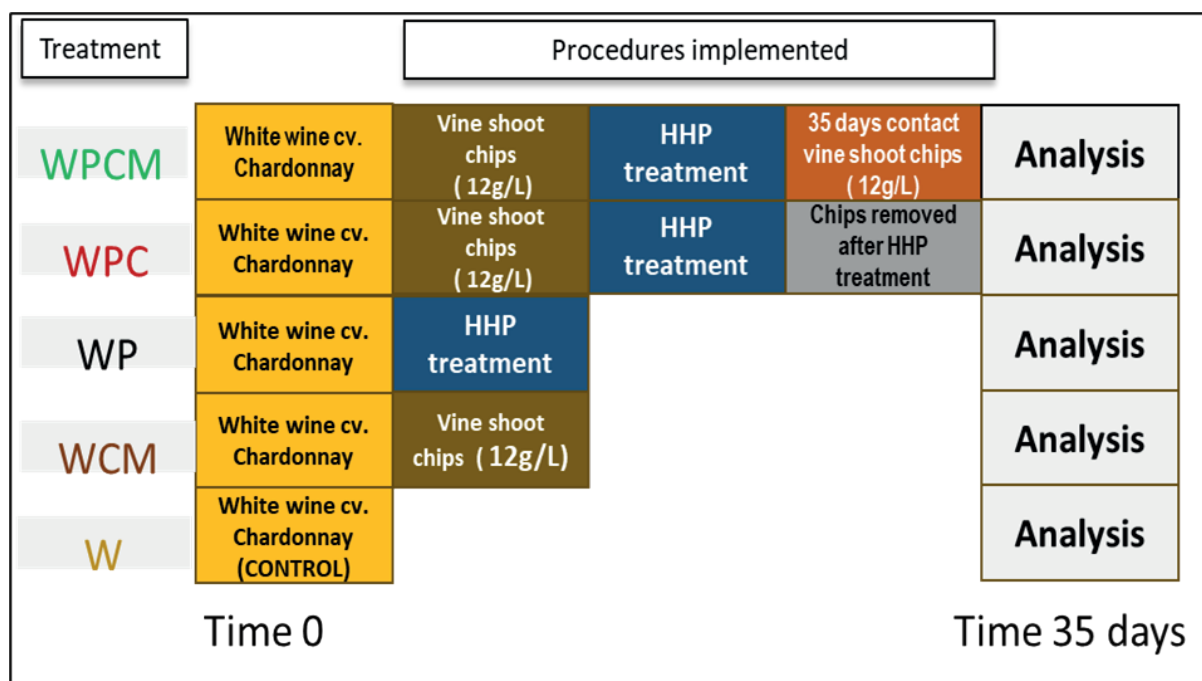 Treatment
Procedures implemented
WPCM
White wine cv.
Chardonnay
Vine shoot
chips
( 12g/L)
HHP
treatment
35 days contact
vine shoot chips
( 12g/L)
Analysis
WPC
White wine cv.
Chardonnay
Vine shoot
chips
( 12g/L)
HHP
treatment
Chips removed
after HHP
treatment
Analysis
WP
White wine cv.
Chardonnay
HHP
treatment
Analysis
WCM
White wine cv.
Chardonnay
Vine shoot
chips ( 12g/L)
Analysis
W
White wine cv.
Chardonnay
(CONTROL)
Analysis
Time 0
Time 35 days